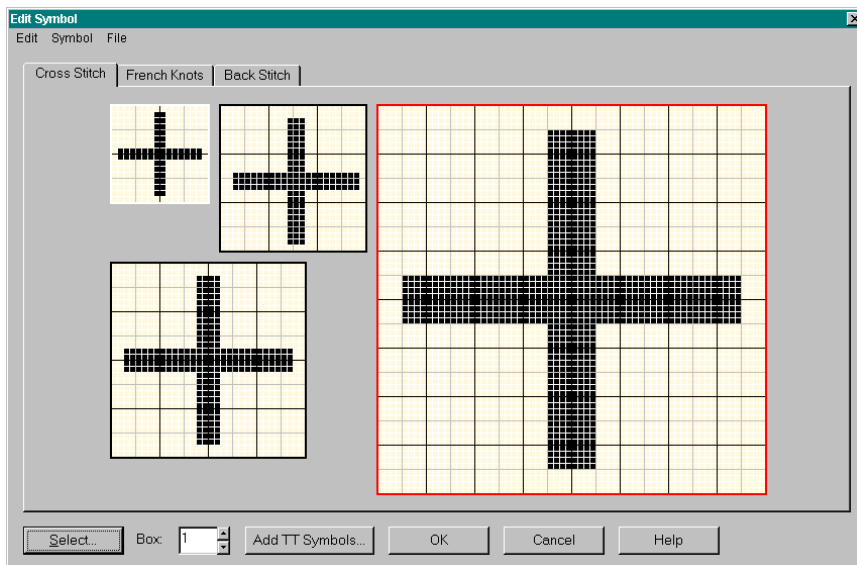 Edit Symbol
Edit Symbol File
Cross Stitch French Knots Back Stitch
Select... Box: 1 Add TT Symbols... OK Cancel Help